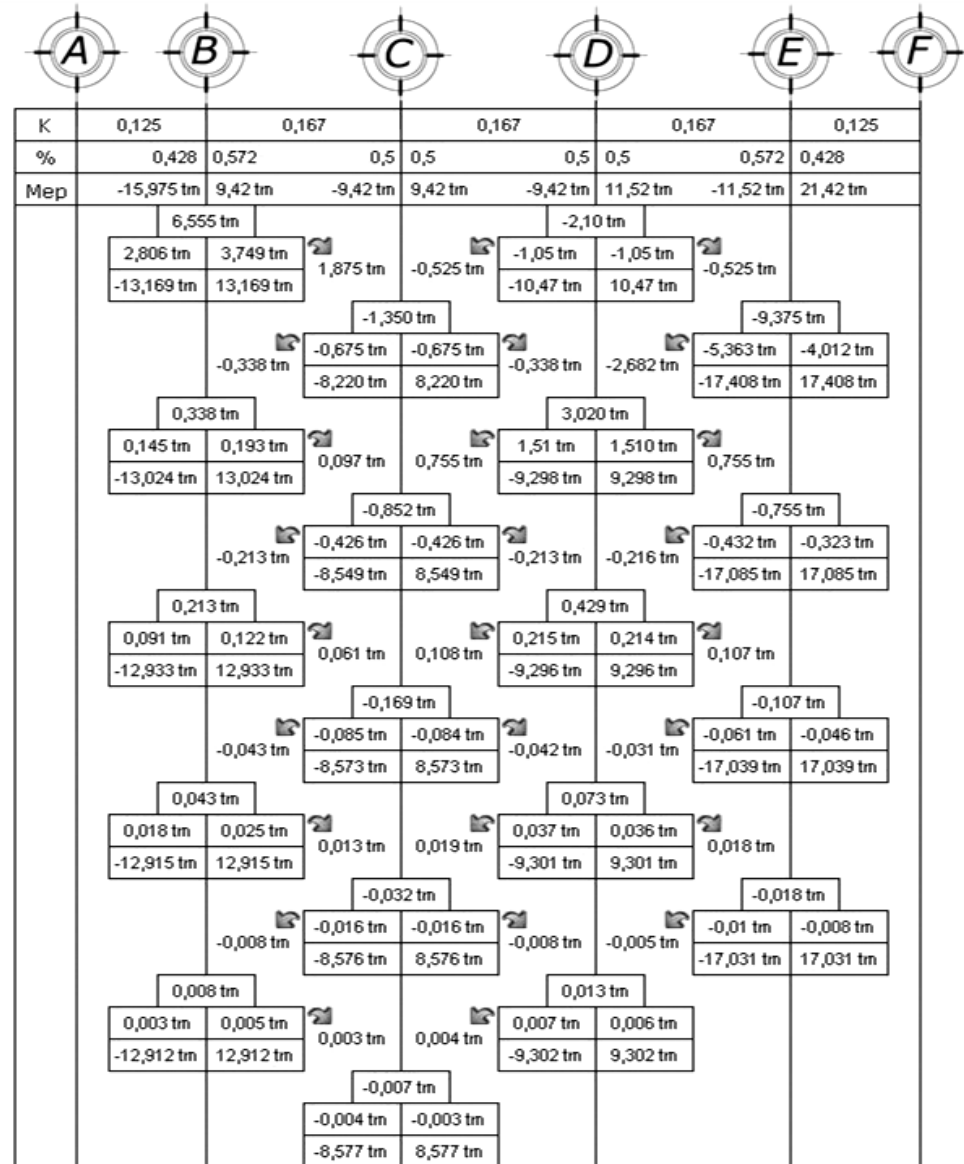 A B C D E F
K 0,125 0,167 0,167 0,167 0,125
% 0,428 0,572 0,5 0,5 0,5 0,5 0,572 0,428
Mep -15,975 tm 9,42 tm -9,42 tm 9,42 tm -9,42 tm 11,52 tm -11,52 tm 21,42 tm
6,555 tm -2,10 tm
2,806 tm 3,749 tm 1,875 tm -0,525 tm -1,05 tm -1,05 tm -0,525 tm
-13,169 tm 13,169 tm -10,47 tm 10,47 tm
-1,350 tm -9,375 tm
-0,338 tm -0,675 tm -0,675 tm -0,338 tm -2,682 tm -5,363 tm -4,012 tm
-8,220 tm 8,220 tm -17,408 tm 17,408 tm
0,338 tm 3,020 tm
0,145 tm 0,193 tm 0,097 tm 0,755 tm 1,51 tm 1,510 tm 0,755 tm
-13,024 tm 13,024 tm -9,298 tm 9,298 tm
-0,852 tm -0,755 tm
-0,213 tm -0,426 tm -0,426 tm -0,213 tm -0,216 tm -0,432 tm -0,323 tm
-8,549 tm 8,549 tm -17,085 tm 17,085 tm
0,213 tm 0,429 tm
0,091 tm 0,122 tm 0,061 tm 0,108 tm 0,215 tm 0,214 tm 0,107 tm
-12,933 tm 12,933 tm -9,296 tm 9,296 tm
-0,169 tm -0,107 tm
-0,043 tm -0,085 tm -0,084 tm -0,042 tm -0,031 tm -0,061 tm -0,046 tm
-8,573 tm 8,573 tm -17,039 tm 17,039 tm
0,043 tm 0,073 tm
0,018 tm 0,025 tm 0,013 tm 0,019 tm 0,037 tm 0,036 tm 0,018 tm
-12,915 tm 12,915 tm -9,301 tm 9,301 tm
-0,032 tm -0,018 tm
-0,008 tm -0,016 tm -0,016 tm -0,008 tm -0,005 tm -0,01 tm -0,008 tm
-8,576 tm 8,576 tm -17,031 tm 17,031 tm
0,008 tm 0,013 tm
0,003 tm 0,005 tm 0,003 tm 0,004 tm 0,007 tm 0,006 tm
-12,912 tm 12,912 tm -9,302 tm 9,302 tm
-0,007 tm
-0,004 tm -0,003 tm
-8,577 tm 8,577 tm